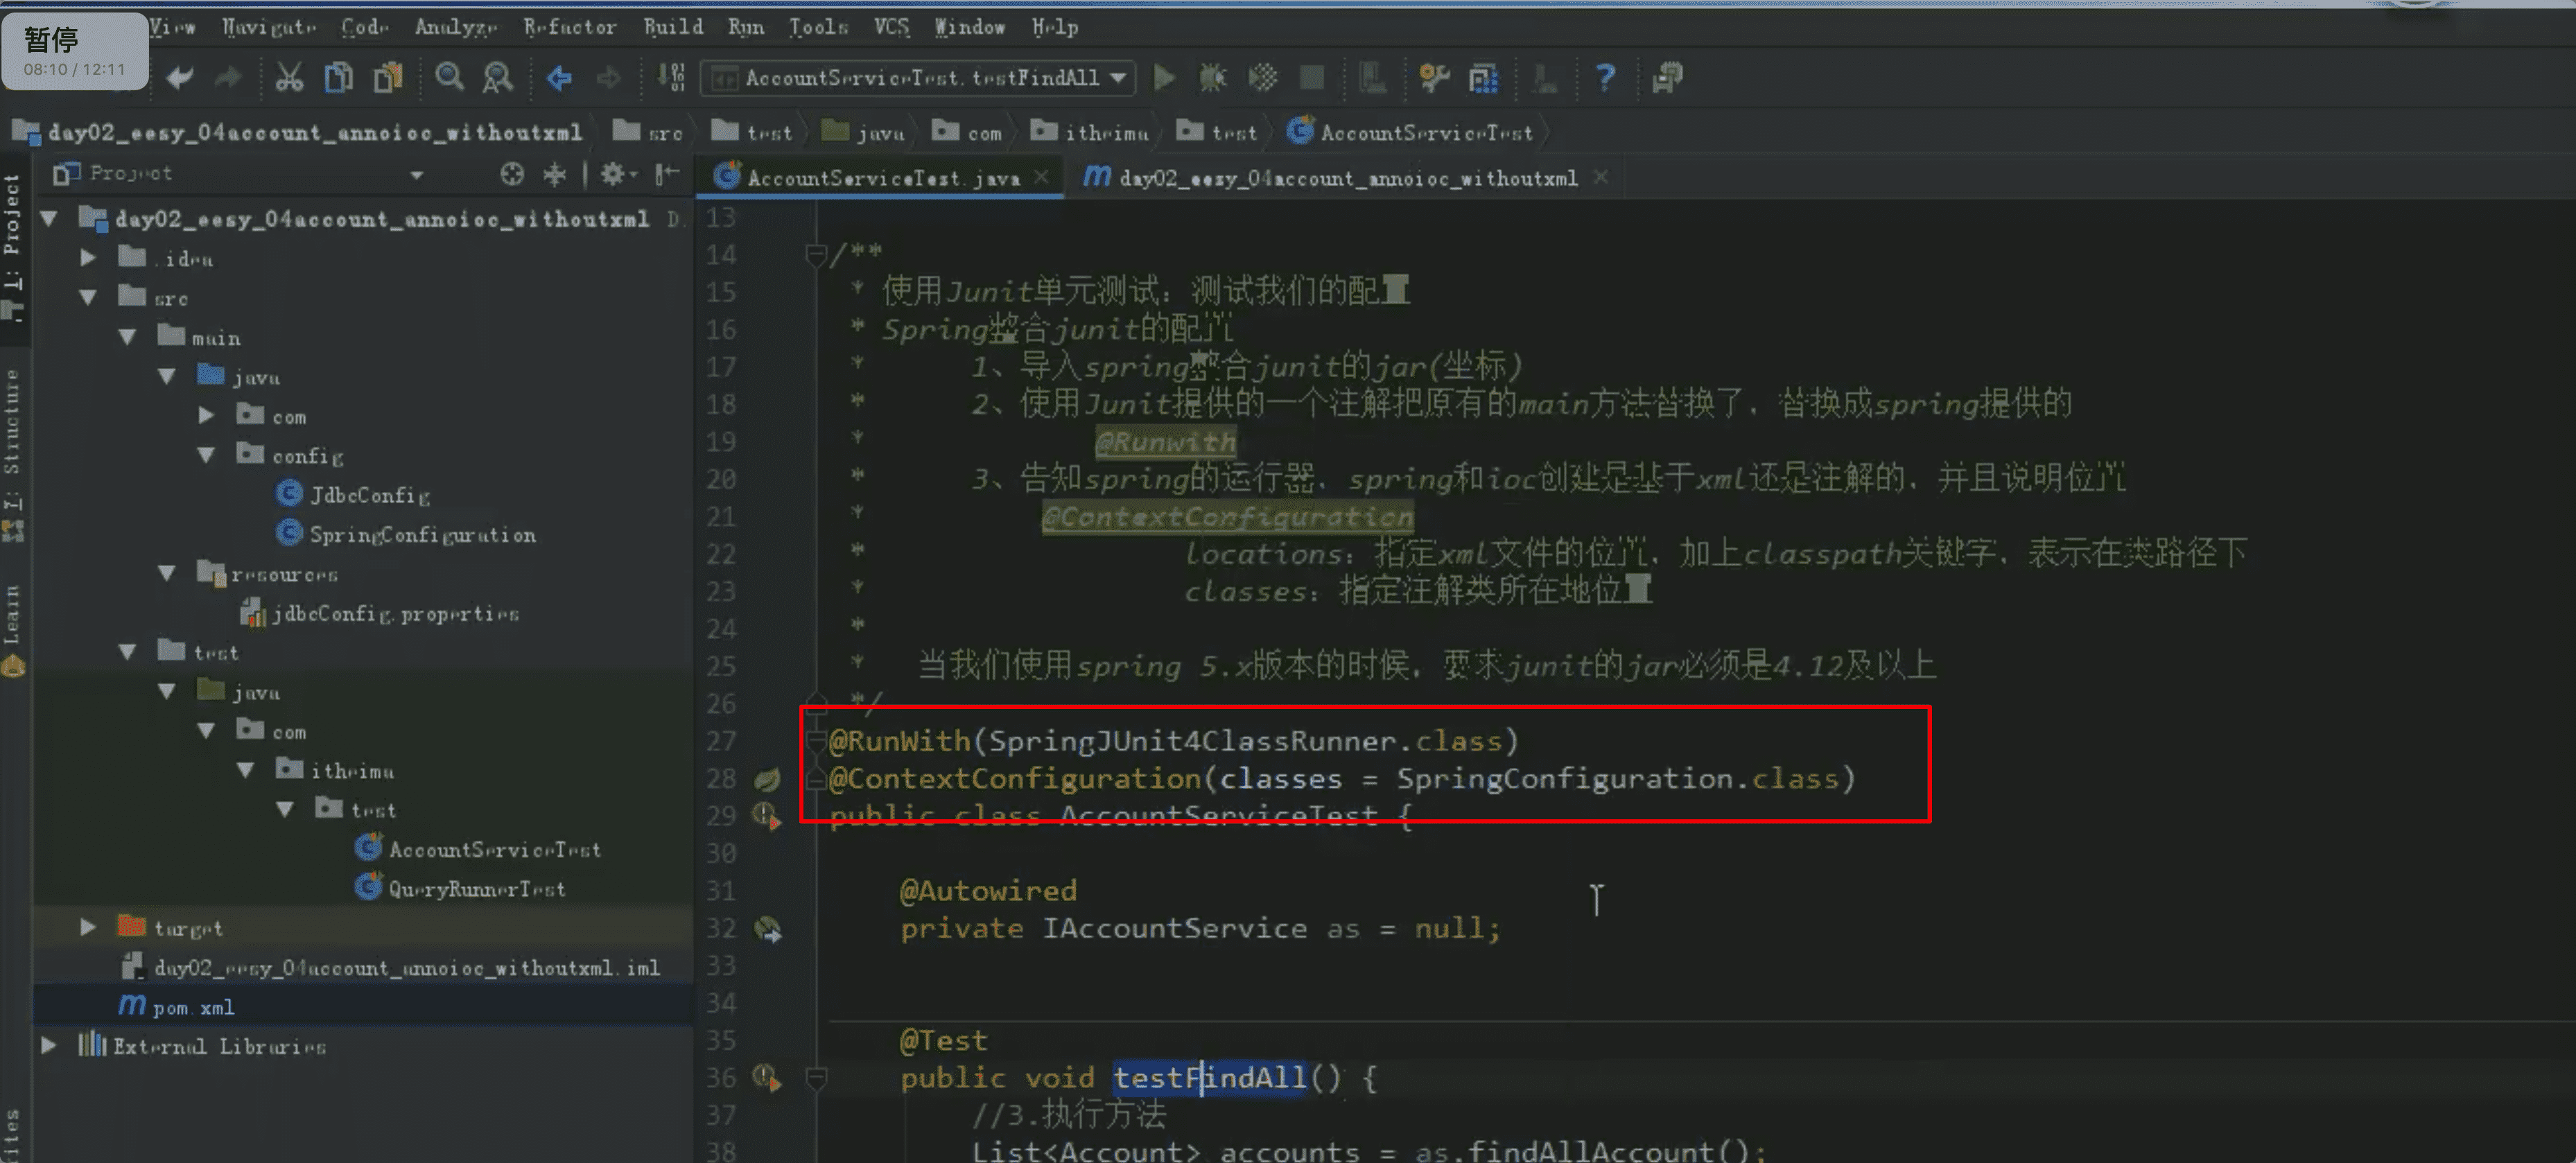 暂停
08:10 / 12:11
View Navigate Code Analyze Refactor Build Run Tools VCS Window Help
AccountServiceTest.testFindAll
day02_eesy_04account_annoioc_withoutxml src test java com itheima test AccountServiceTest
Project
AccountServiceTest.java day02_eesy_04account_annoioc_withoutxml
1: Project
7: Structure
Learn
day02_eesy_04account_annoioc_withoutxml D:
.idea
src
main
java
com
config
JdbcConfig
SpringConfiguration
resources
jdbcConfig.properties
test
java
com
itheima
test
AccountServiceTest
QueryRunnerTest
target
day02_eesy_04account_annoioc_withoutxml.iml
pom.xml
External Libraries
13
14 /**
15 * 使用Junit单元测试：测试我们的配置
16 * Spring整合junit的配置
17 * 1、导入spring整合junit的jar(坐标)
18 * 2、使用Junit提供的一个注解把原有的main方法替换了，替换成spring提供的
19 * @Runwith
20 * 3、告知spring的运行器，spring和ioc创建是基于xml还是注解的，并且说明位置
21 * @ContextConfiguration
22 * locations：指定xml文件的位置，加上classpath关键字，表示在类路径下
23 * classes：指定注解类所在地位置
24 *
25 * 当我们使用spring 5.x版本的时候，要求junit的jar必须是4.12及以上
26 */
27 @RunWith(SpringJUnit4ClassRunner.class)
28 @ContextConfiguration(classes = SpringConfiguration.class)
29 public class AccountServiceTest {
30
31 @Autowired
32 private IAccountService as = null;
33
34
35 @Test
36 public void testFindAll() {
37 //3.执行方法
38 List<Account> accounts = as.findAllAccount();